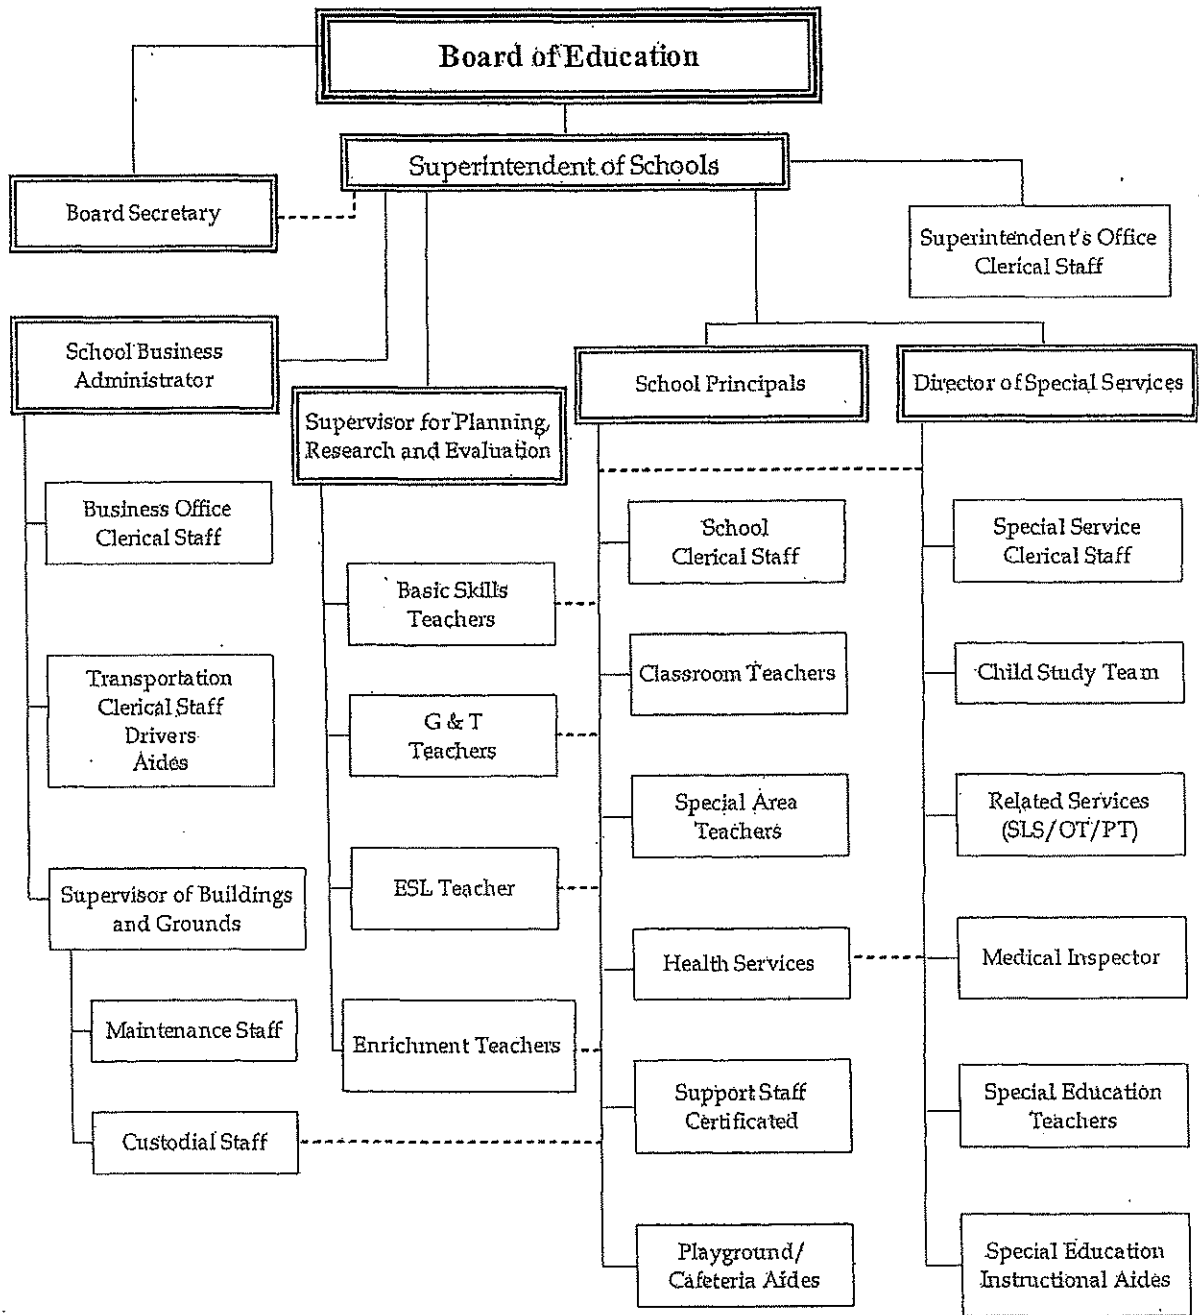 Board of Education
Superintendent of Schools
Board Secretary
Superintendent's Office
Clerical Staff
School Business
Administrator
School Principals
Director of Special Services
Supervisor for Planning,
Research and Evaluation
Business Office
Clerical Staff
Transportation
Clerical Staff
Drivers
Aides
Supervisor of Buildings
and Grounds
Maintenance Staff
Custodial Staff
Basic Skills
Teachers
G & T
Teachers
ESL Teacher
Enrichment Teachers
School
Clerical Staff
Classroom Teachers
Special Area
Teachers
Health Services
Support Staff
Certificated
Playground/
Cafeteria Aides
Special Service
Clerical Staff
Child Study Team
Related Services
(SLS/OT/PT)
Medical Inspector
Special Education
Teachers
Special Education
Instructional Aides